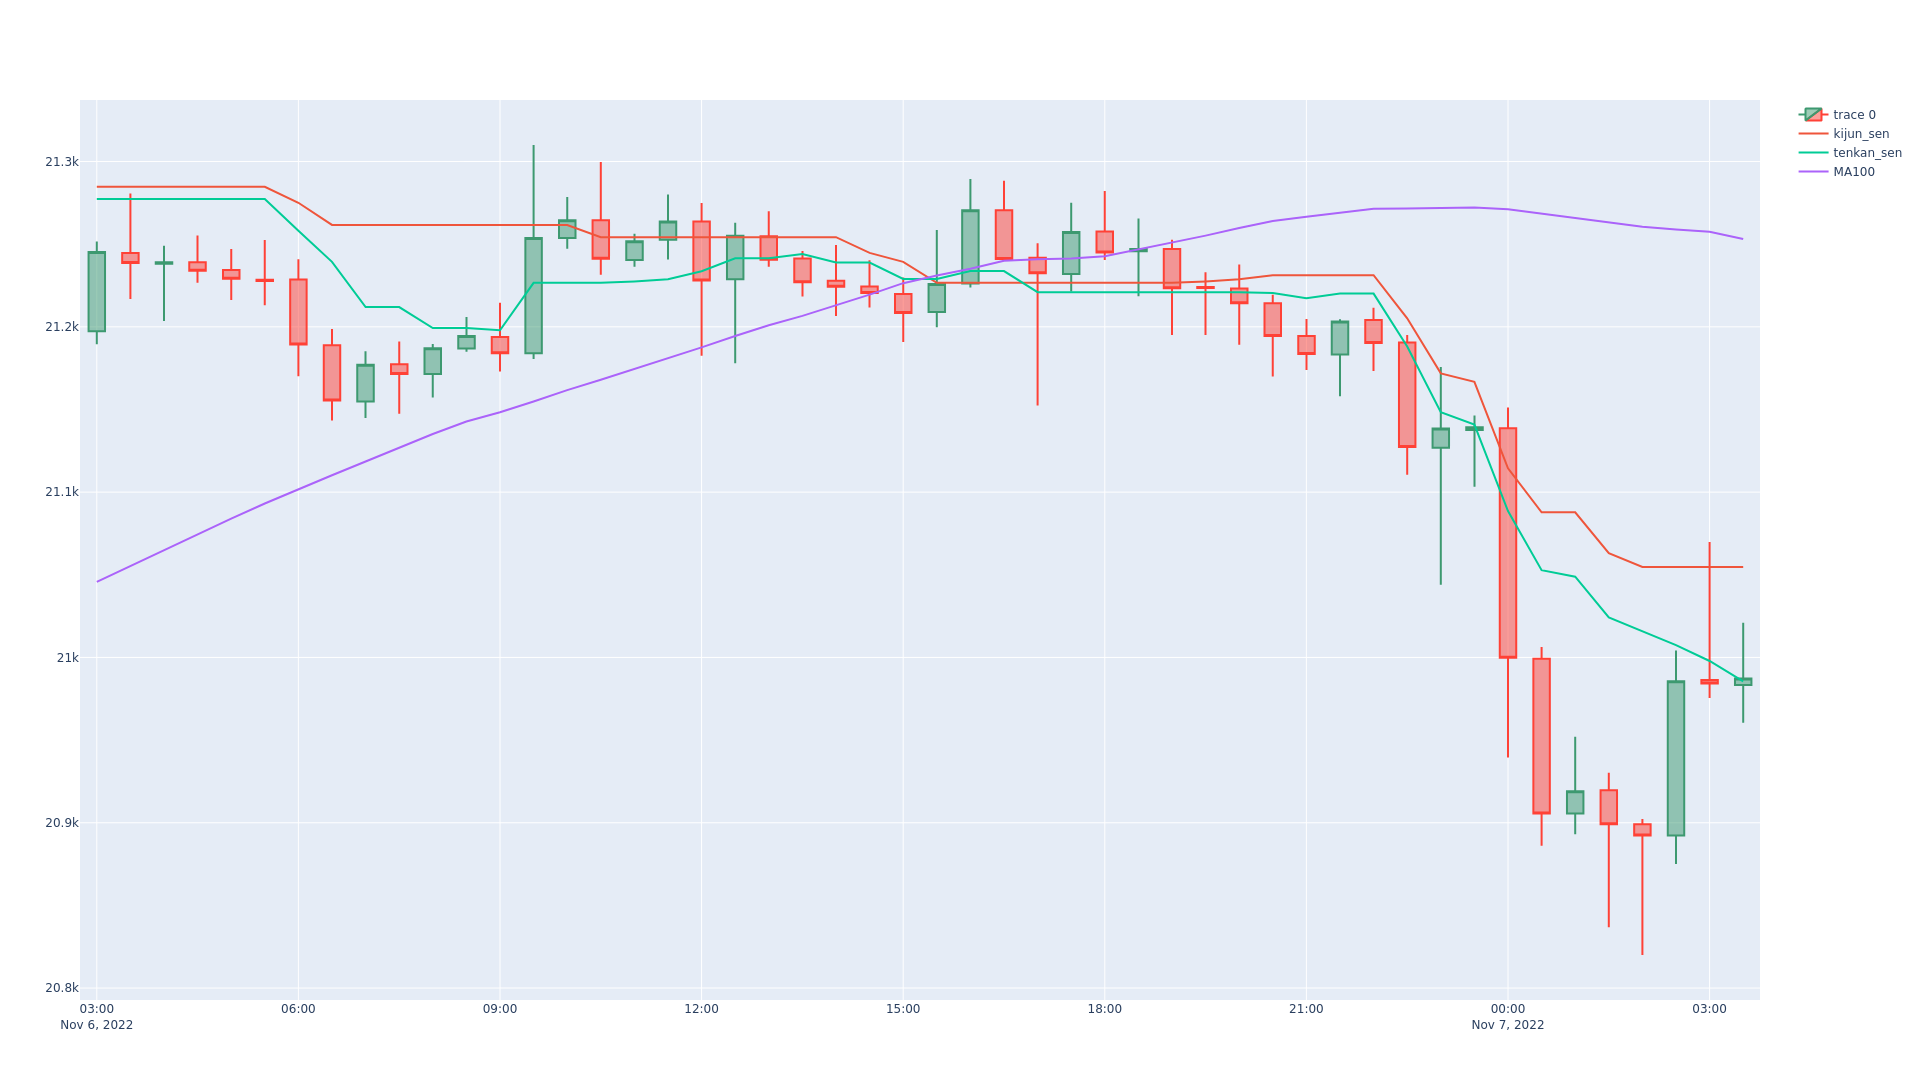 21.3k
21.2k
21.1k
21k
20.9k
20.8k
03:00 06:00 09:00 12:00 15:00 18:00 21:00 00:00 03:00
Nov 6, 2022 Nov 7, 2022
trace 0
kijun_sen
tenkan_sen
MA100